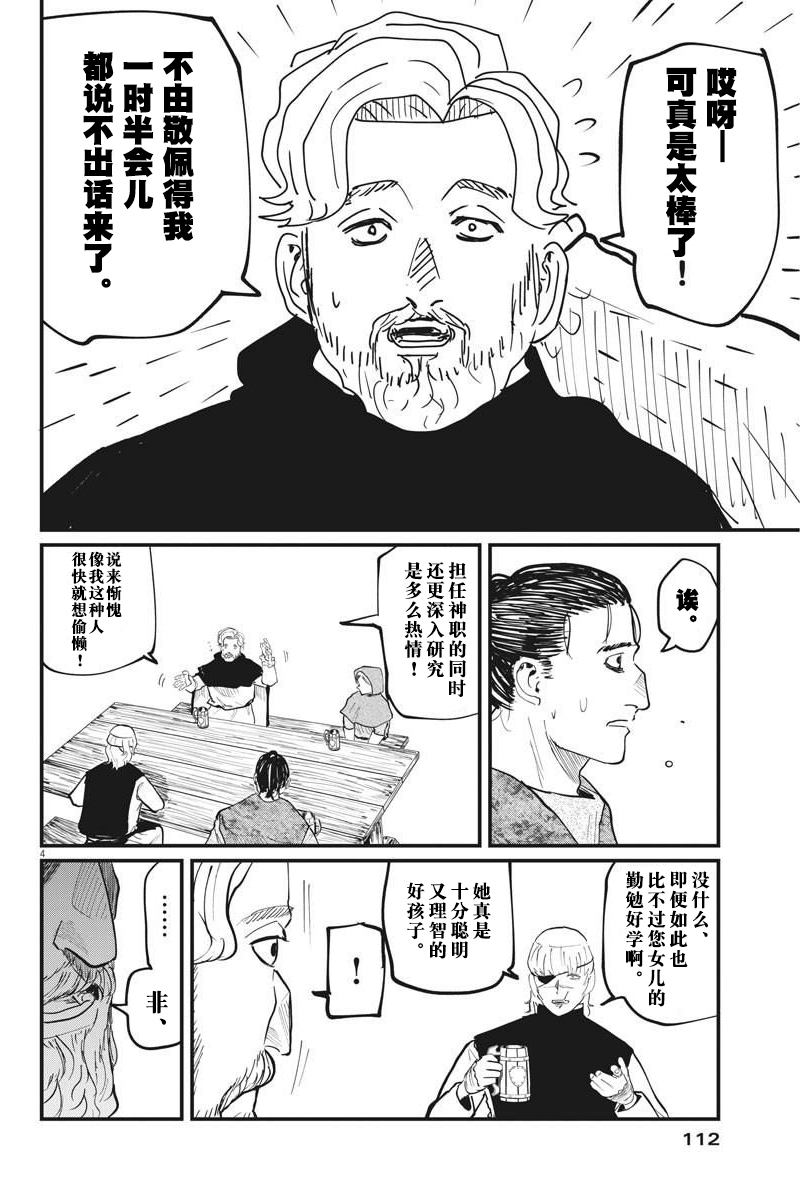 哎呀—
可真是太棒了！
不由敬佩得我
一时半会儿
都说不出话来了。
诶。
担任神职的同时
还更深入研究
是多么热情！
说来惭愧
像我这种人
很快就想偷懒！
没什么、
即便如此也
比不过您女儿的
勤勉好学啊。
她真是
十分聪明
又理智的
好孩子。
！
……
非、
4
112